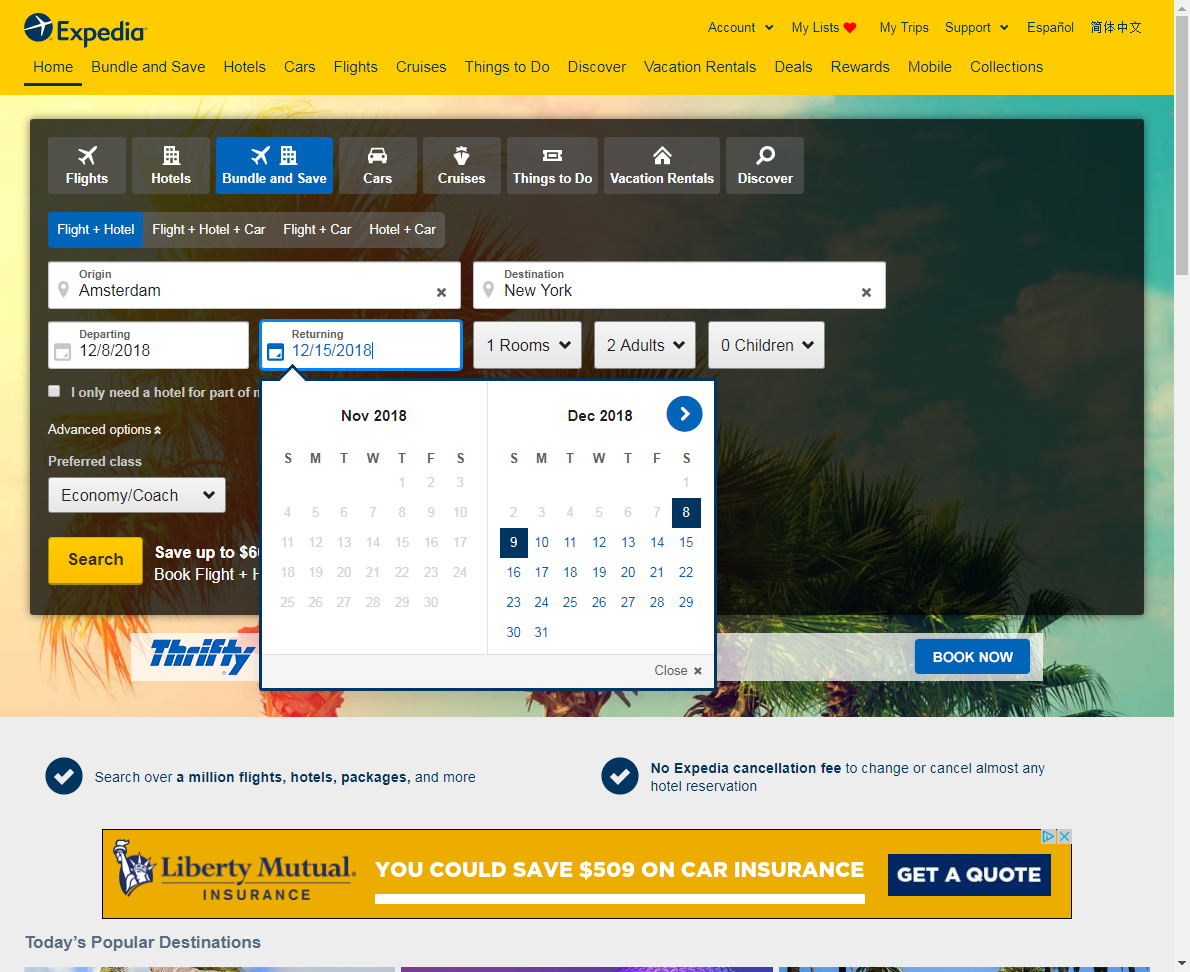 Expedia
Account My Lists My Trips Support Español 简体中文
Home Bundle and Save Hotels Cars Flights Cruises Things to Do Discover Vacation Rentals Deals Rewards Mobile Collections
Flights Hotels Bundle and Save Cars Cruises Things to Do Vacation Rentals Discover
Flight + Hotel Flight + Hotel + Car Flight + Car Hotel + Car
Origin
Amsterdam
Destination
New York
Departing
12/8/2018
Returning
12/15/2018
1 Rooms 2 Adults 0 Children
I only need a hotel for part of
Advanced options
Preferred class
Economy/Coach
Search
Save up to $6
Book Flight +
Nov 2018
S M T W T F S
1 2 3
4 5 6 7 8 9 10
11 12 13 14 15 16 17
18 19 20 21 22 23 24
25 26 27 28 29 30
Dec 2018
S M T W T F S
1
2 3 4 5 6 7 8
9 10 11 12 13 14 15
16 17 18 19 20 21 22
23 24 25 26 27 28 29
30 31
Close
Thrifty
BOOK NOW
Search over a million flights, hotels, packages, and more
No Expedia cancellation fee to change or cancel almost any
hotel reservation
Liberty Mutual.
INSURANCE
YOU COULD SAVE $509 ON CAR INSURANCE
GET A QUOTE
Today's Popular Destinations